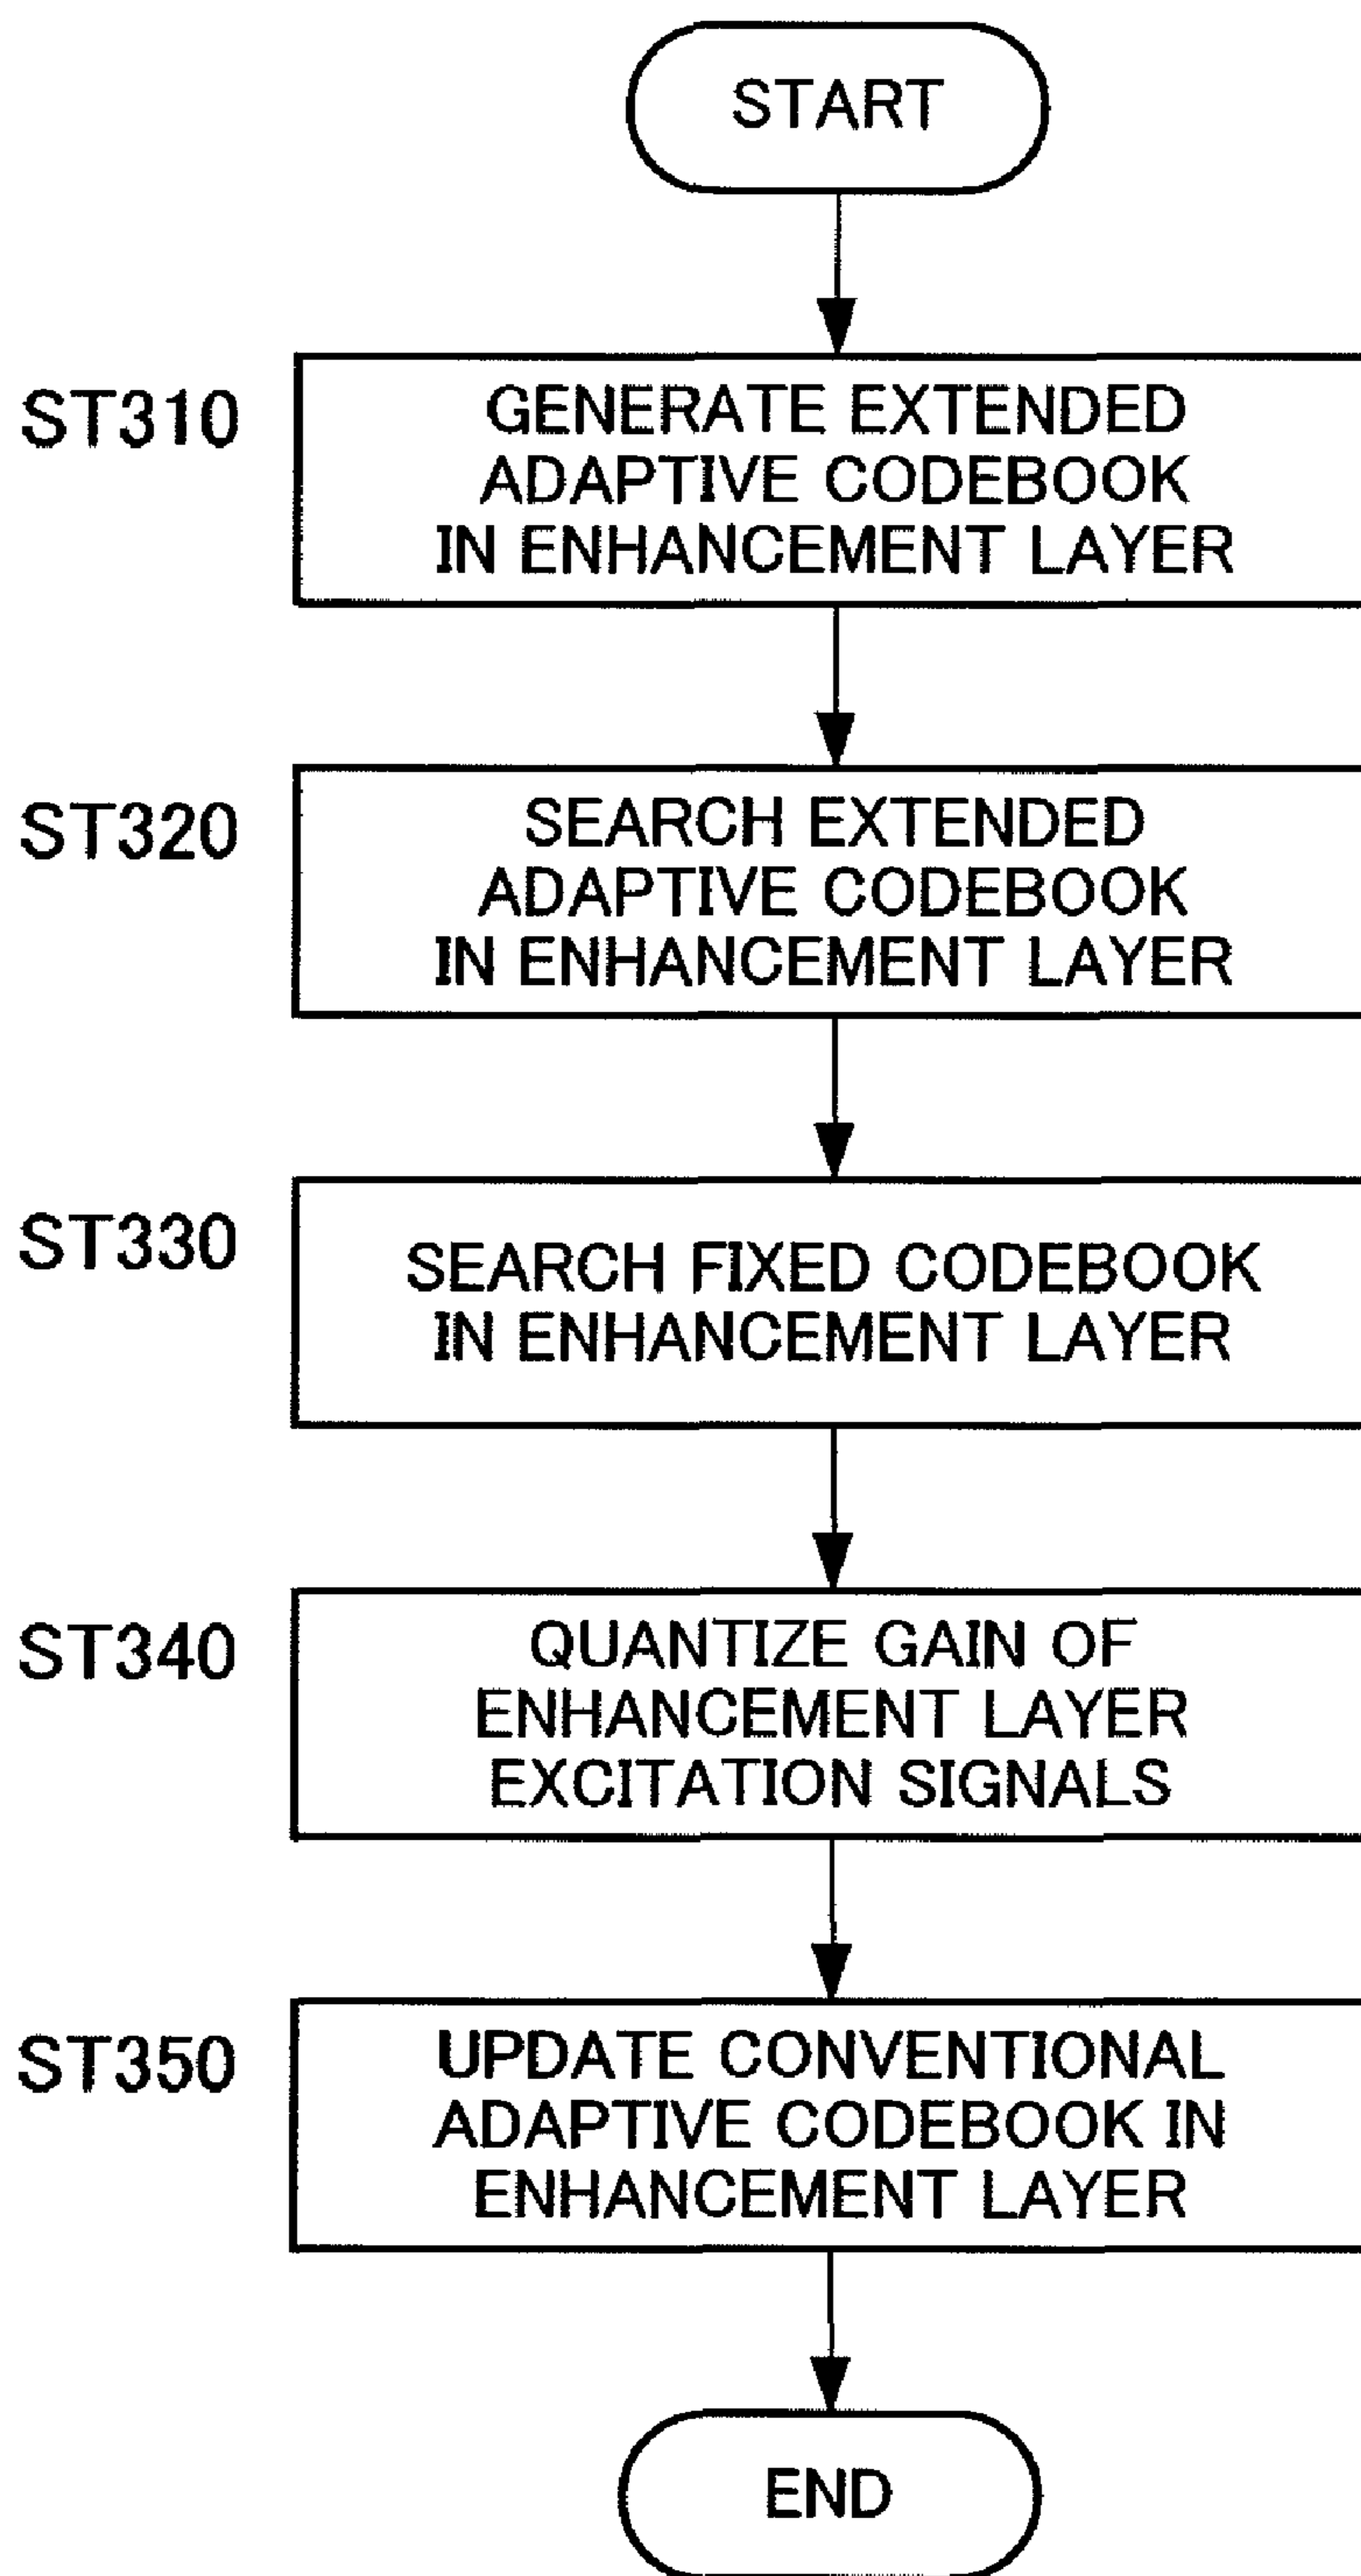 START
ST310
GENERATE EXTENDED
ADAPTIVE CODEBOOK
IN ENHANCEMENT LAYER
ST320
SEARCH EXTENDED
ADAPTIVE CODEBOOK
IN ENHANCEMENT LAYER
ST330
SEARCH FIXED CODEBOOK
IN ENHANCEMENT LAYER
ST340
QUANTIZE GAIN OF
ENHANCEMENT LAYER
EXCITATION SIGNALS
ST350
UPDATE CONVENTIONAL
ADAPTIVE CODEBOOK IN
ENHANCEMENT LAYER
END